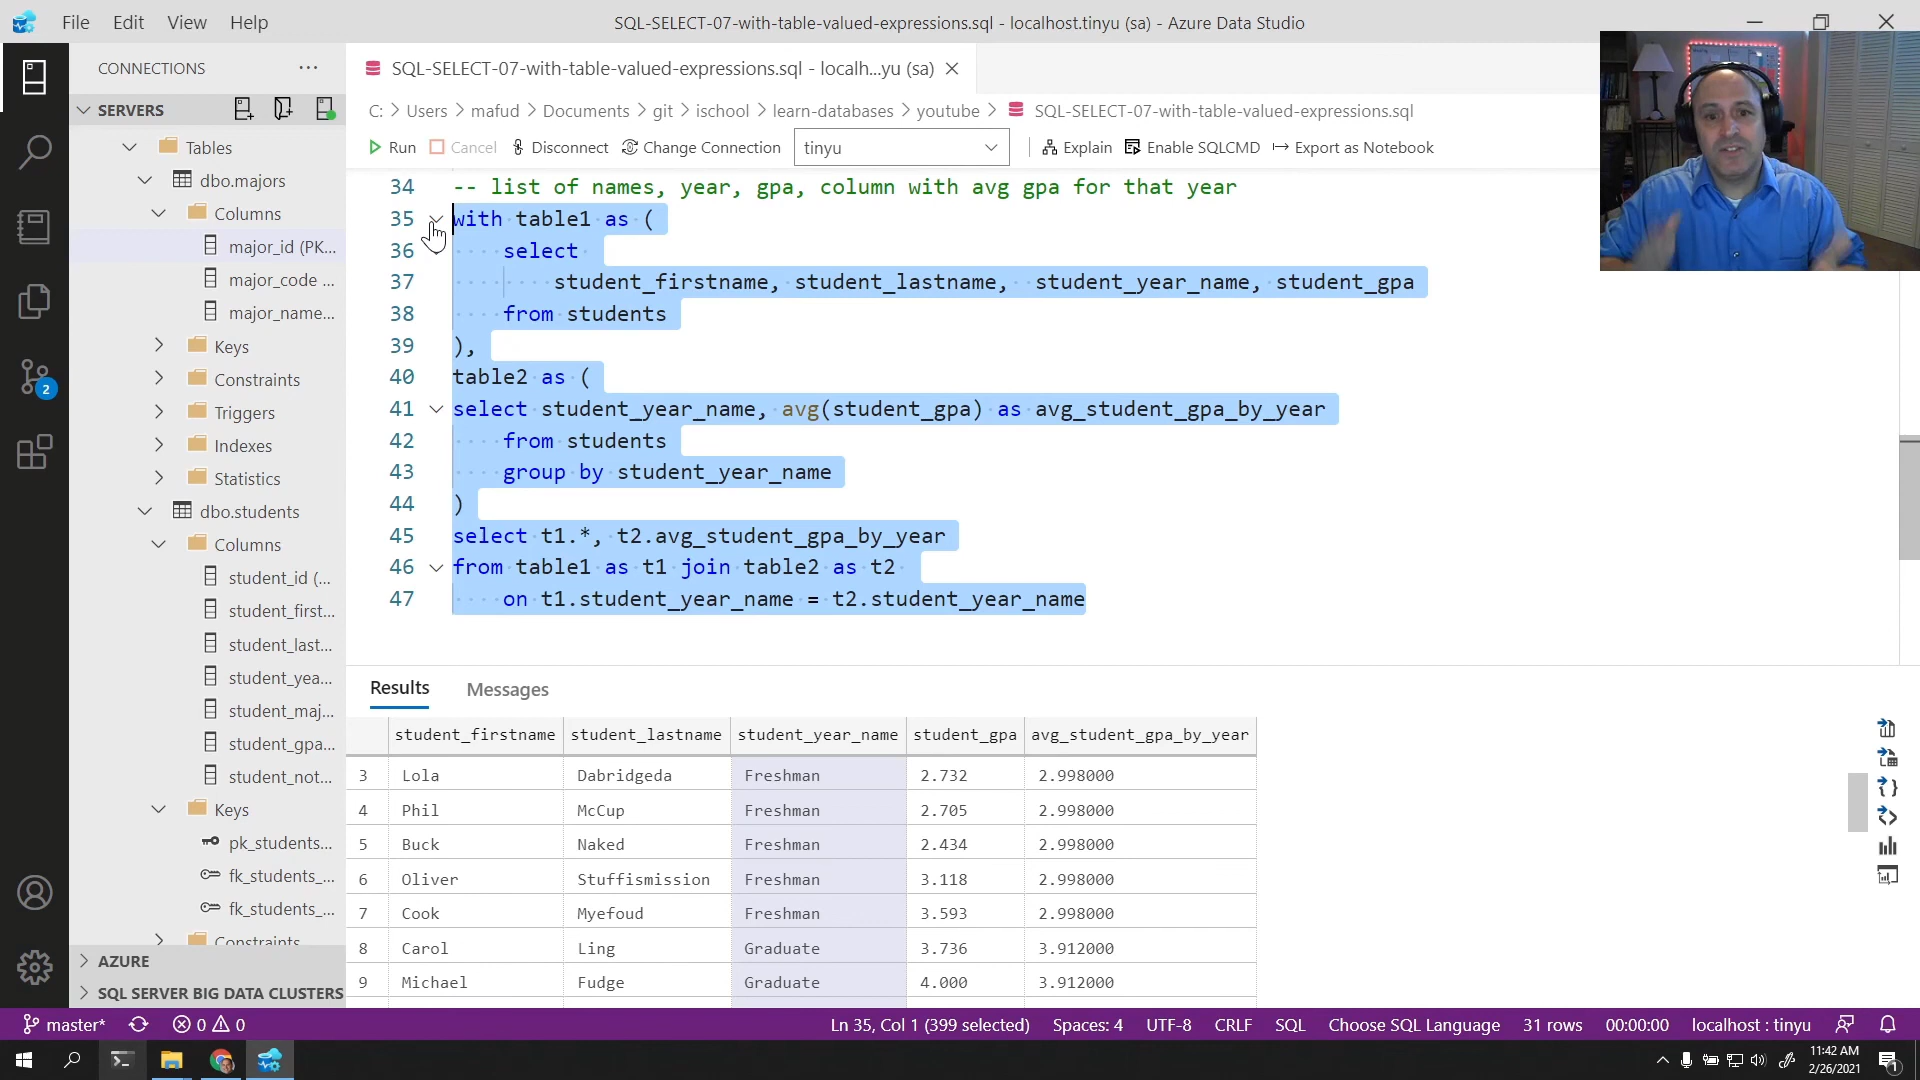 File Edit View Help
SQL-SELECT-07-with-table-valued-expressions.sql - localhost.tinyu (sa) - Azure Data Studio
CONNECTIONS
SERVERS
Tables
dbo.majors
Columns
major_id (PK...
major_code ...
major_name...
Keys
Constraints
Triggers
Indexes
Statistics
dbo.students
Columns
student_id (...
student_first...
student_last...
student_yea...
student_maj...
student_gpa...
student_not...
Keys
pk_students...
fk_students_...
fk_students_...
Constraints
AZURE
SQL SERVER BIG DATA CLUSTERS
2
SQL-SELECT-07-with-table-valued-expressions.sql - localh...yu (sa)
C: > Users > mafud > Documents > git > ischool > learn-databases > youtube > SQL-SELECT-07-with-table-valued-expressions.sql
Run Cancel Disconnect Change Connection tinyu Explain Enable SQLCMD Export as Notebook
34 -- list of names, year, gpa, column with avg gpa for that year
35 with table1 as (
36 select
37 student_firstname, student_lastname, student_year_name, student_gpa
38 from students
39 ),
40 table2 as (
41 select student_year_name, avg(student_gpa) as avg_student_gpa_by_year
42 from students
43 group by student_year_name
44 )
45 select t1.*, t2.avg_student_gpa_by_year
46 from table1 as t1 join table2 as t2
47 on t1.student_year_name = t2.student_year_name
Results Messages
student_firstname student_lastname student_year_name student_gpa avg_student_gpa_by_year
3 Lola Dabridgeda Freshman 2.732 2.998000
4 Phil McCup Freshman 2.705 2.998000
5 Buck Naked Freshman 2.434 2.998000
6 Oliver Stuffismission Freshman 3.118 2.998000
7 Cook Myefoud Freshman 3.593 2.998000
8 Carol Ling Graduate 3.736 3.912000
9 Michael Fudge Graduate 4.000 3.912000
master* 0 0 Ln 35, Col 1 (399 selected) Spaces: 4 UTF-8 CRLF SQL Choose SQL Language 31 rows 00:00:00 localhost : tinyu
11:42 AM
2/26/2021
1